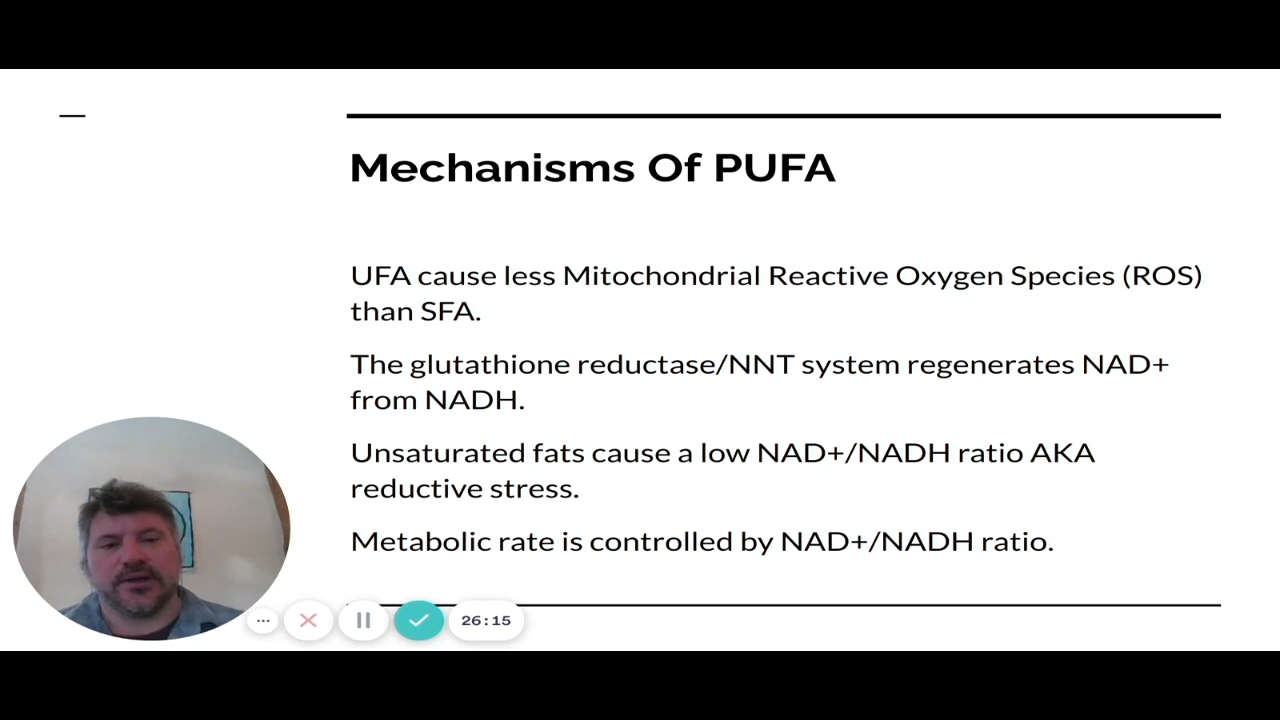 Mechanisms Of PUFA
UFA cause less Mitochondrial Reactive Oxygen Species (ROS)
than SFA.
The glutathione reductase/NNT system regenerates NAD+
from NADH.
Unsaturated fats cause a low NAD+/NADH ratio AKA
reductive stress.
Metabolic rate is controlled by NAD+/NADH ratio.
26:15